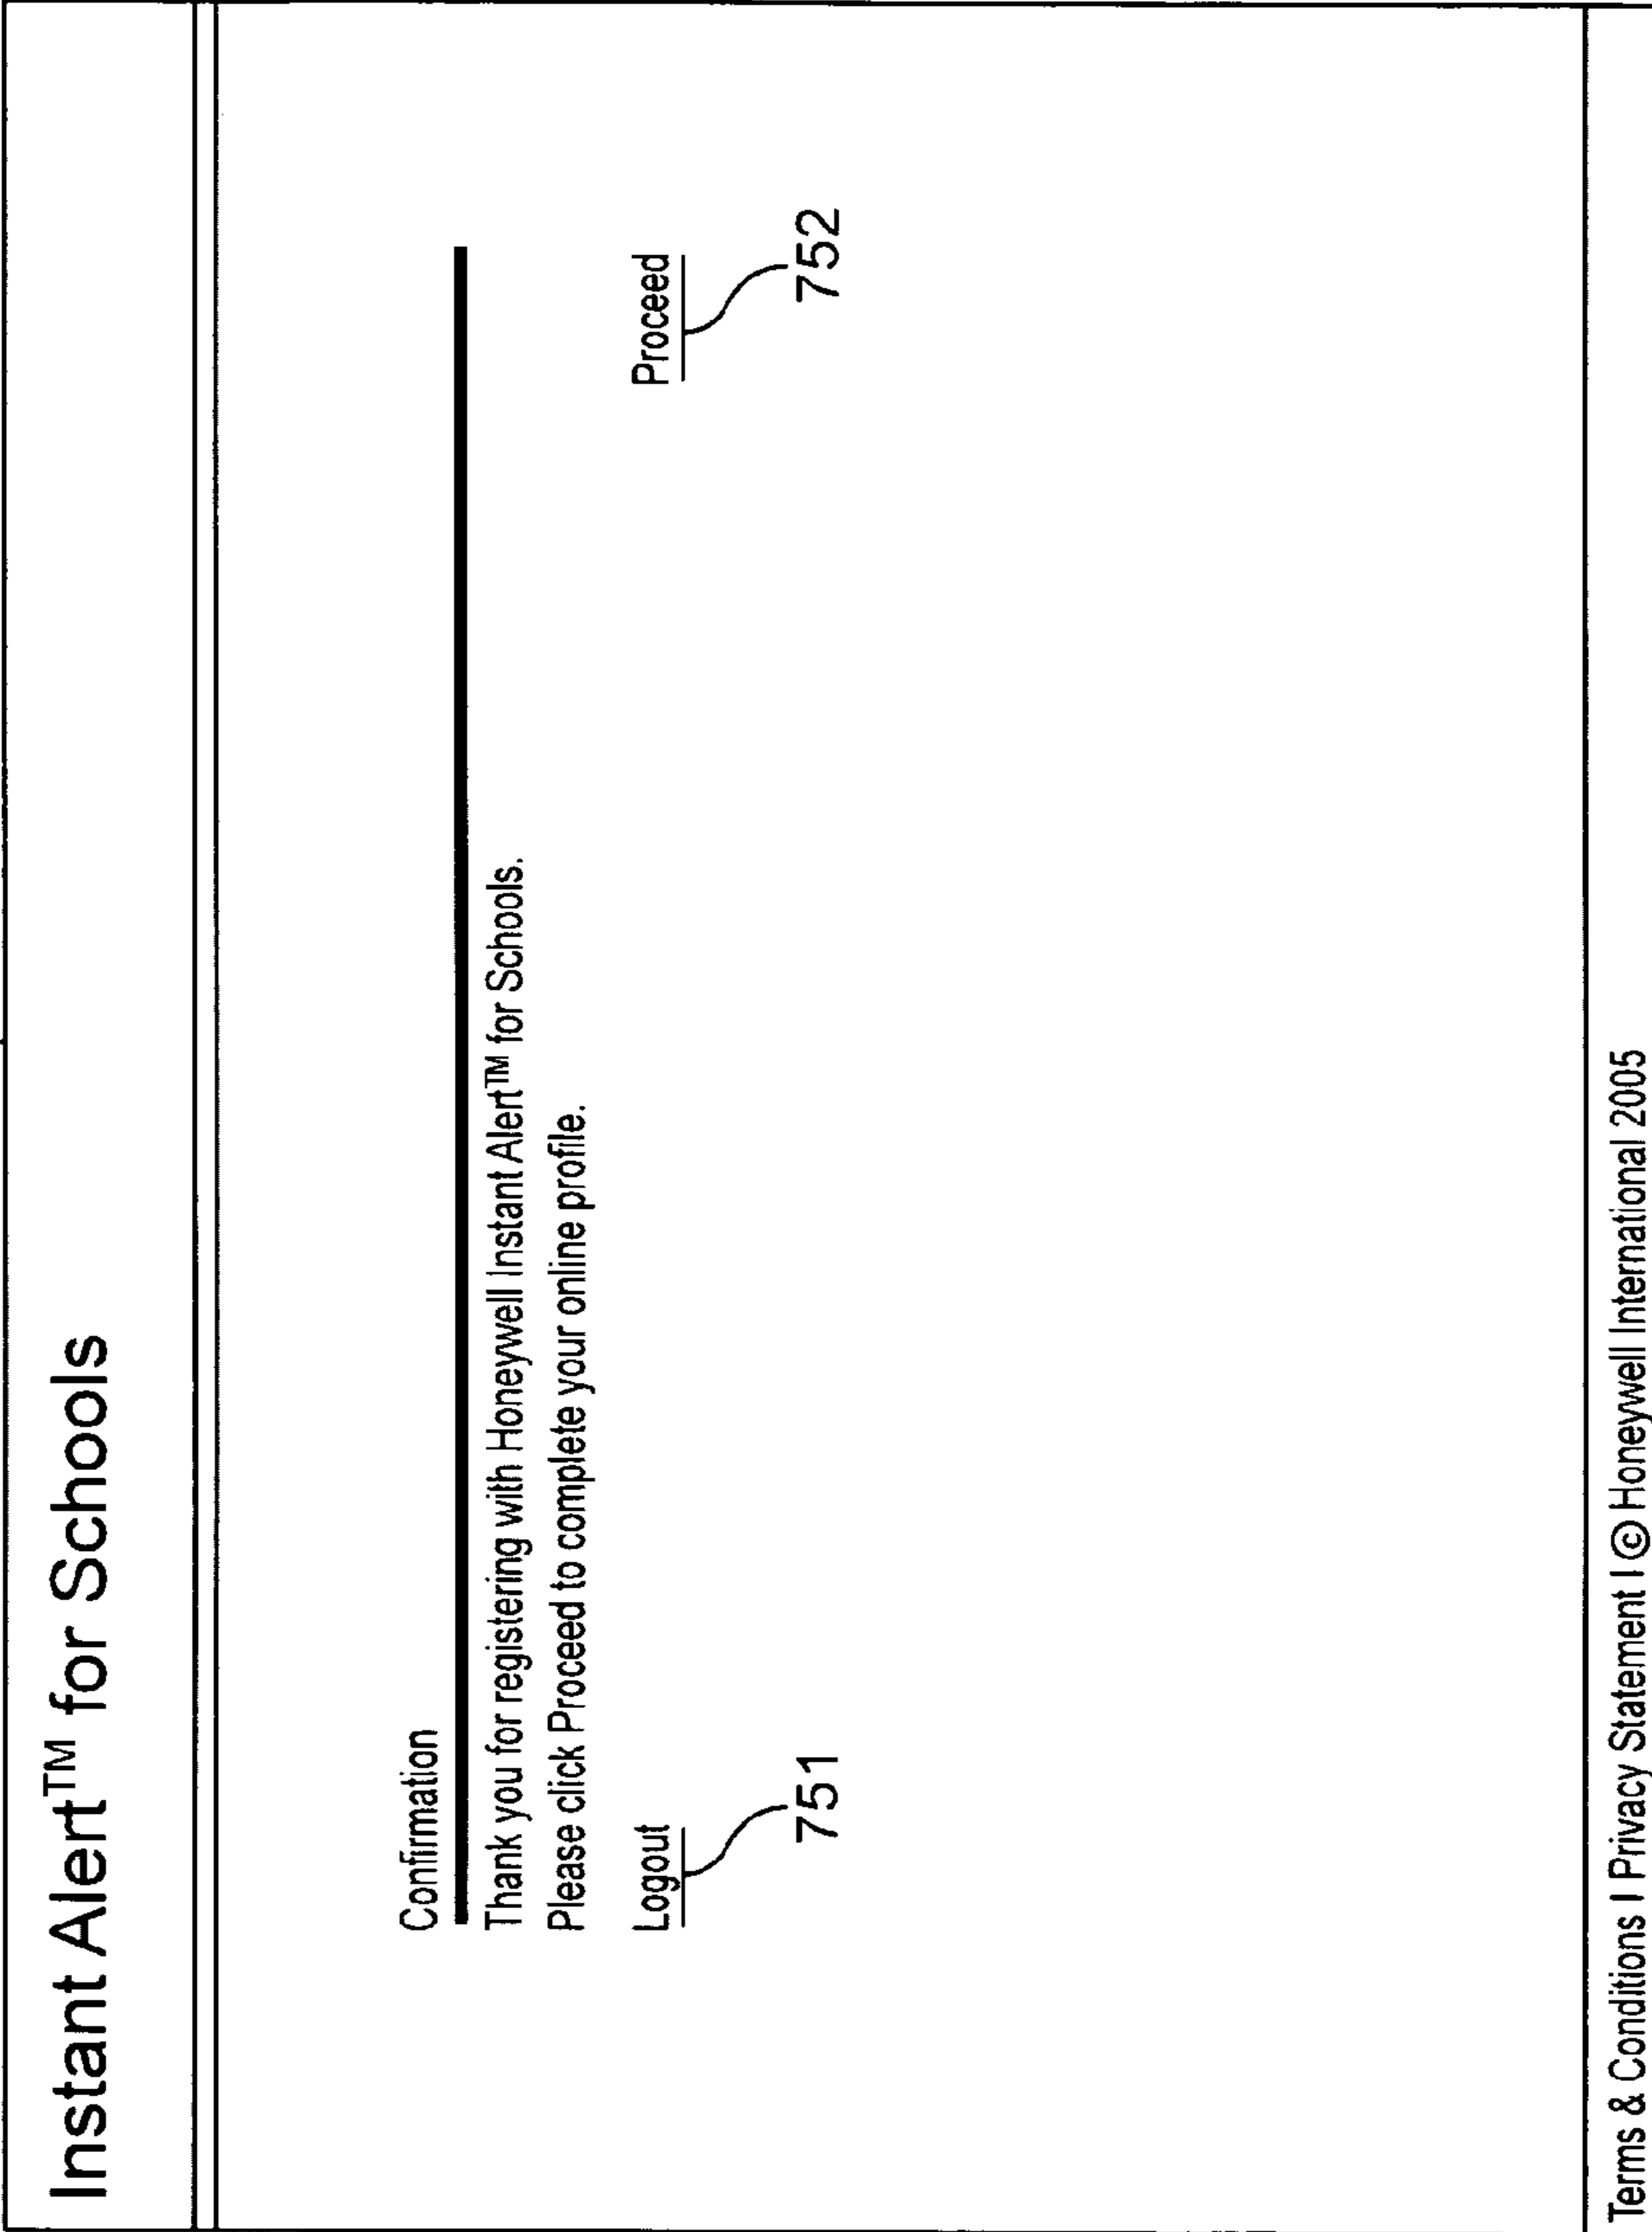 Instant Alert™ for Schools
Confirmation
Thank you for registering with Honeywell Instant Alert™ for Schools.
Please click Proceed to complete your online profile.
Logout
Proceed
751
752
Terms & Conditions | Privacy Statement | © Honeywell International 2005